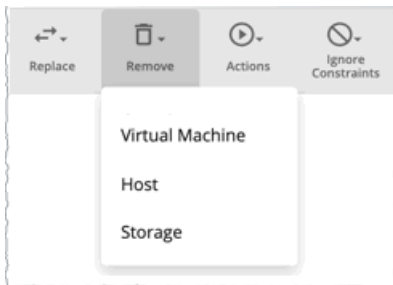 Replace
Remove
Actions
Ignore
Constraints
Virtual Machine
Host
Storage